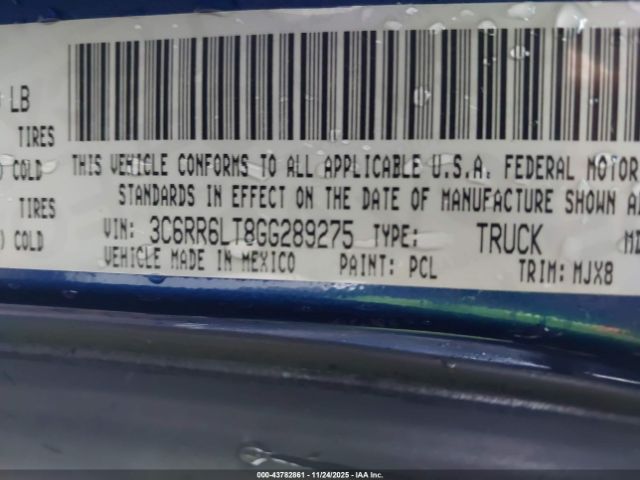 LB
TIRES
) COLD
TIRES
) COLD
THIS VEHICLE CONFORMS TO ALL APPLICABLE U.S.A. FEDERAL MOTOR
STANDARDS IN EFFECT ON THE DATE OF MANUFACTURE SHOWN
VIN: 3C6RR6LT8GG289275 TYPE: TRUCK
VEHICLE MADE IN MEXICO PAINT: PCL TRIM: MJX8
000-43782861 - 11/24/2025 - IAA Inc.